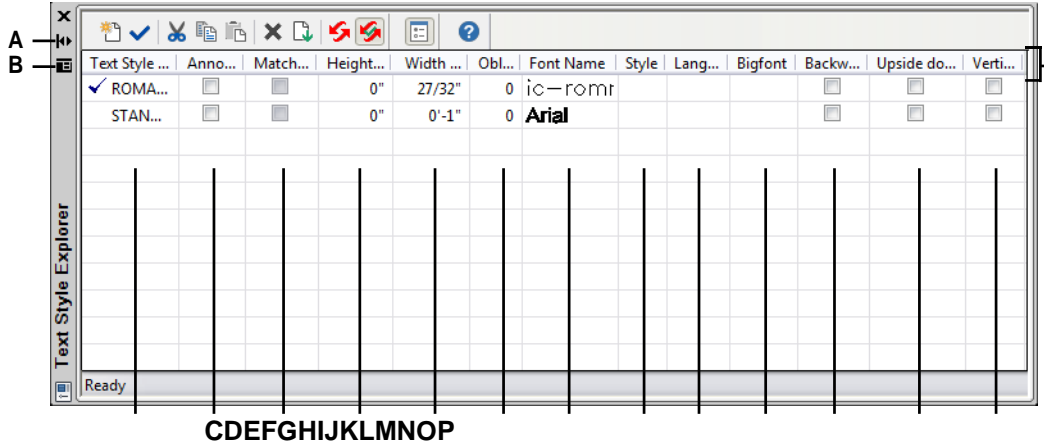 A
B
Text Style ... Anno... Match... Height... Width ... Obl... Font Name Style Lang... Bigfont Backw... Upside do... Verti...
ROMA... 0" 27/32" 0 ic-romr
STAN... 0" 0'-1" 0 Arial
Text Style Explorer
Ready
CDEFGHIJKLMNOP